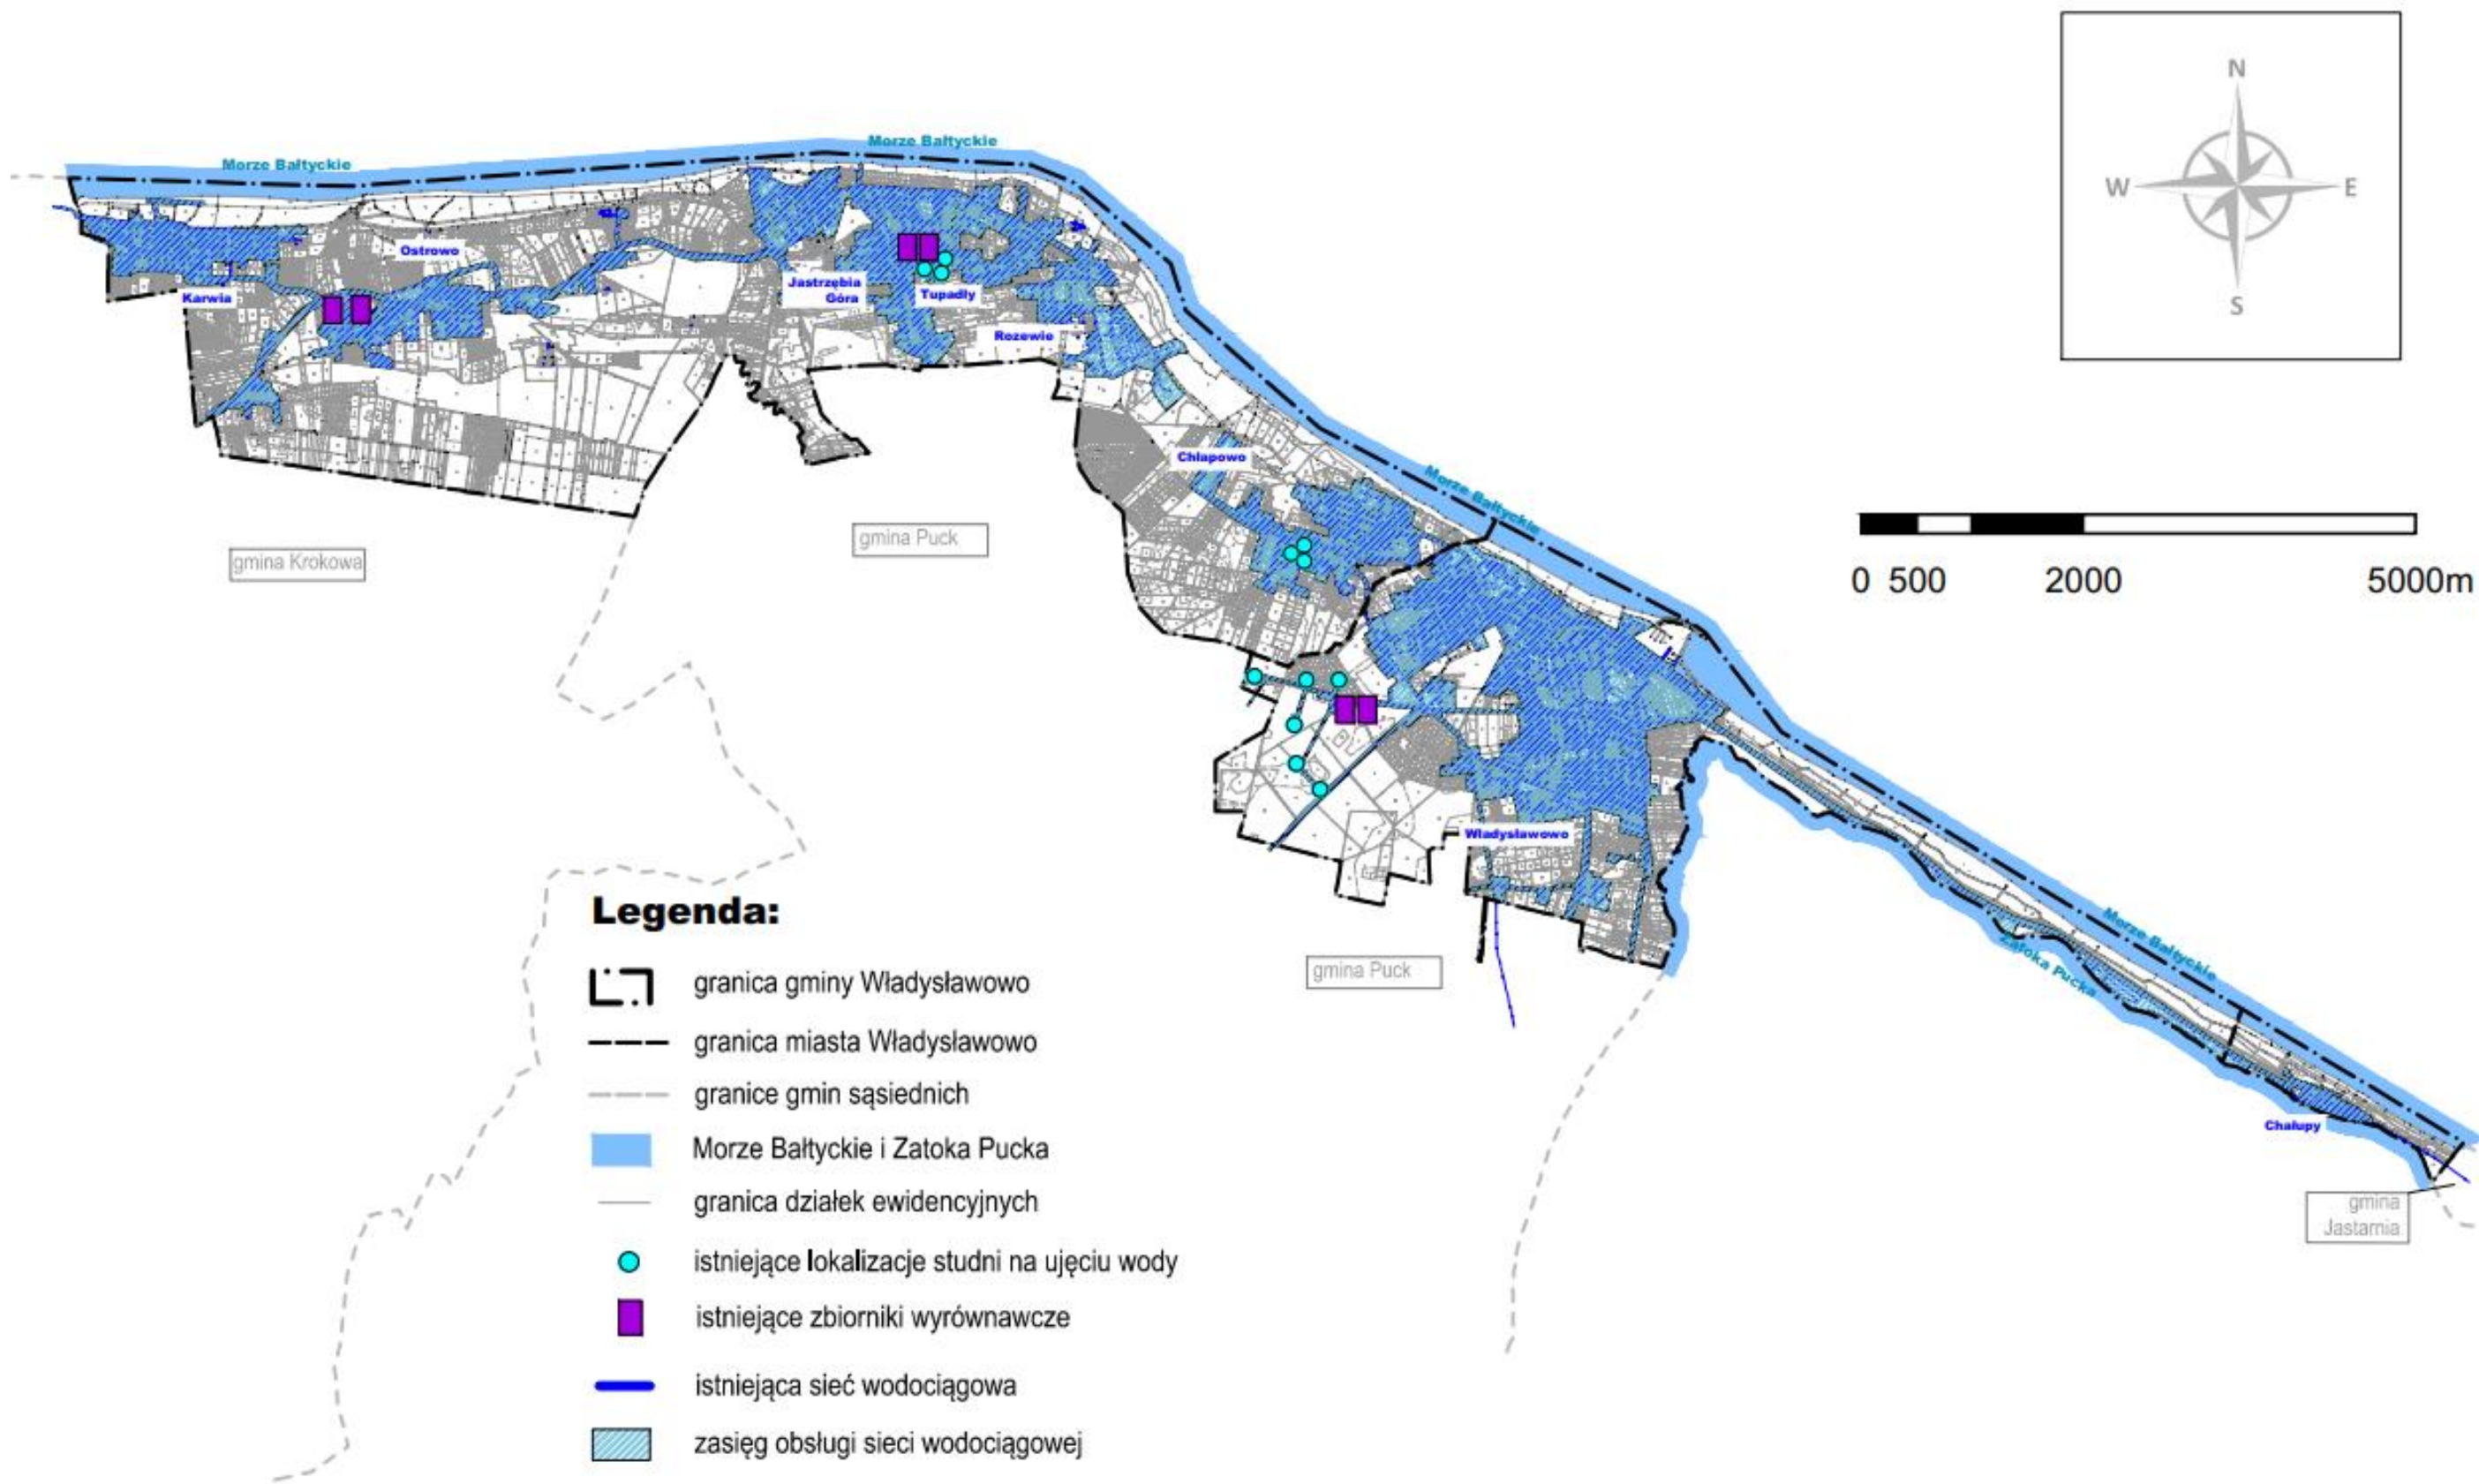 N
W
E
S
Morze Bałtyckie
Morze Bałtyckie
Ostrowo
Karwia
Jastrzębia
Góra
Tupadły
Rozewie
Chłapowo
Morze Bałtyckie
gmina Krokowa
gmina Puck
0 500 2000 5000m
Władysławowo
gmina Puck
Morze Bałtyckie
Zatoka Pucka
Chałupy
gmina
Jastarnia
Legenda:
granica gminy Władysławowo
granica miasta Władysławowo
granice gmin sąsiednich
Morze Bałtyckie i Zatoka Pucka
granica działek ewidencyjnych
istniejące lokalizacje studni na ujęciu wody
istniejące zbiorniki wyrównawcze
istniejąca sieć wodociągowa
zasięg obsługi sieci wodociągowej